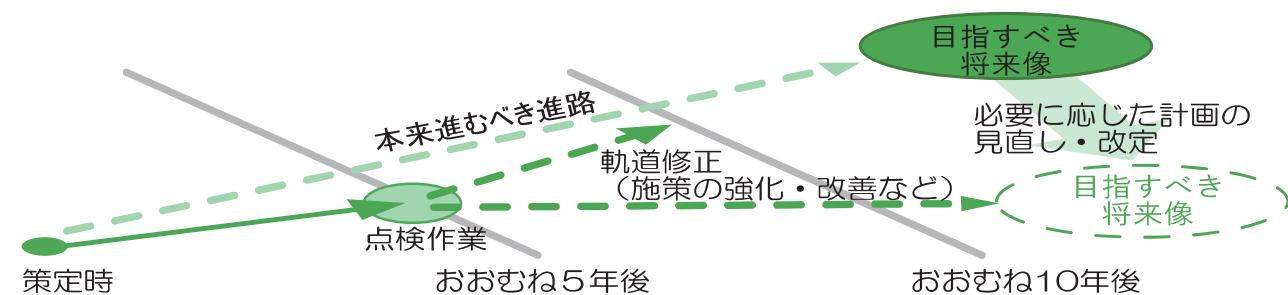 目指すべき
将来像
本来進むべき進路
必要に応じた計画の
見直し・改定
軌道修正
（施策の強化・改善など）
目指すべき
将来像
点検作業
策定時
おおむね５年後
おおむね10年後